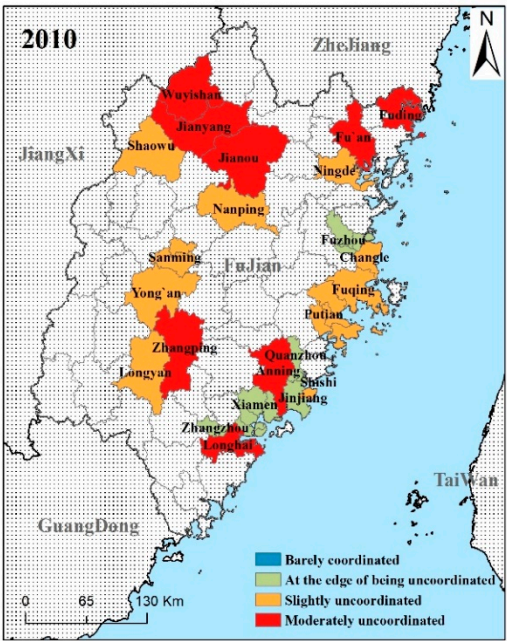 2010
N
ZheJiang
Wuyishan
Fuding
Jianyang
Fu`an
Shaowu
JiangXi
Jianou
Ningde
Nanping
Fuzhou
Sanming
Changle
FuJian
Yong`an
Fuqing
Putian
Zhangping
Quanzhou
Anning
Longyan
Shishi
Jinjiang
Xiamen
Zhangzhou
Longhai
TaiWan
GuangDong
Barely coordinated
At the edge of being uncoordinated
Slightly uncoordinated
Moderately uncoordinated
0 65 130 Km